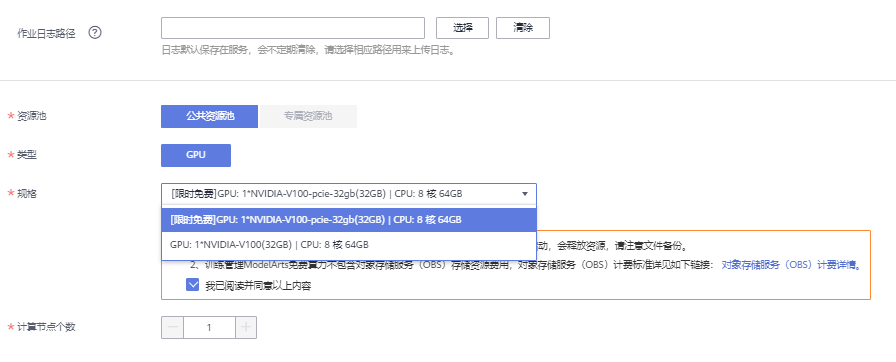 作业日志路径 ?
选择
清除
日志默认保存在服务，会不定期清除，请选择相应路径用来上传日志。
* 资源池
公共资源池
专属资源池
* 类型
GPU
* 规格
[限时免费]GPU: 1*NVIDIA-V100-pcie-32gb(32GB) | CPU: 8 核 64GB
[限时免费]GPU: 1*NVIDIA-V100-pcie-32gb(32GB) | CPU: 8 核 64GB
GPU: 1*NVIDIA-V100(32GB) | CPU: 8 核 64GB
动，会释放资源，请注意文件备份。
2、训练管理ModelArts免费算力不包含对象存储服务（OBS）存储资源费用，对象存储服务（OBS）计费标准详见如下链接： 对象存储服务（OBS）计费详情。
我已阅读并同意以上内容
* 计算节点个数
— 1 +